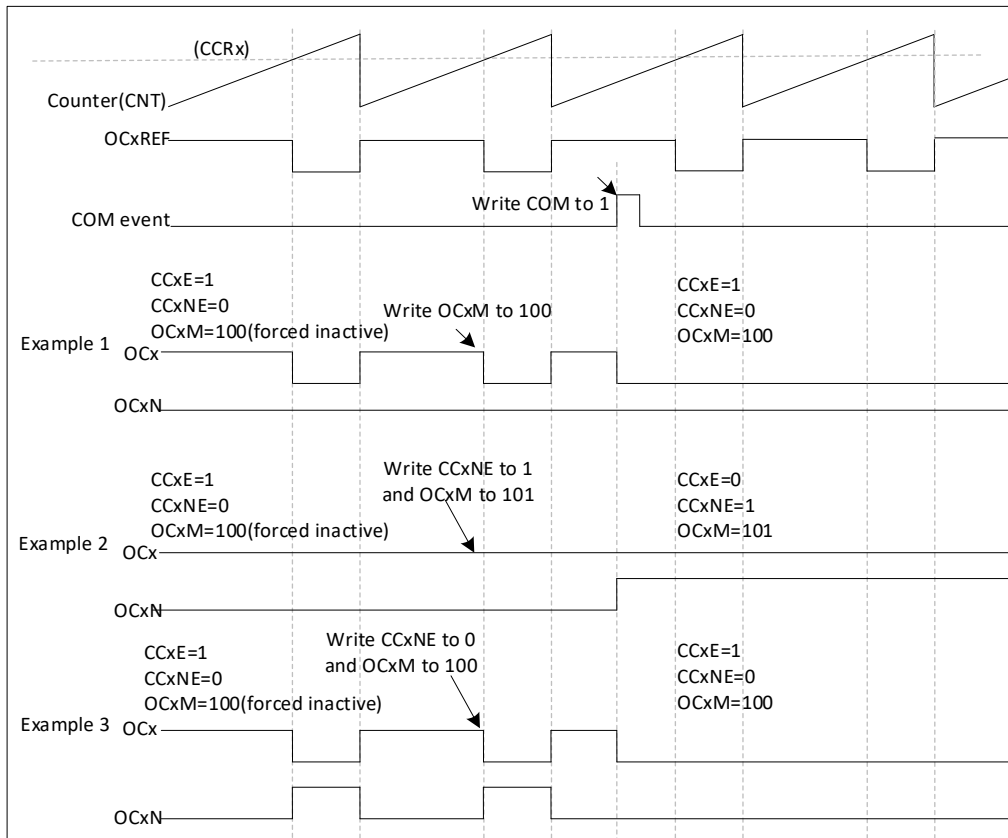 (CCRx)
Counter(CNT)
OCxREF
Write COM to 1
COM event
CCxE=1
CCxNE=0
OCxM=100(forced inactive)
Write OCxM to 100
CCxE=1
CCxNE=0
OCxM=100
Example 1
OCx
OCxN
CCxE=1
CCxNE=0
OCxM=100(forced inactive)
Write CCxNE to 1
and OCxM to 101
CCxE=0
CCxNE=1
OCxM=101
Example 2
OCx
OCxN
CCxE=1
CCxNE=0
OCxM=100(forced inactive)
Write CCxNE to 0
and OCxM to 100
CCxE=1
CCxNE=0
OCxM=100
Example 3
OCx
OCxN